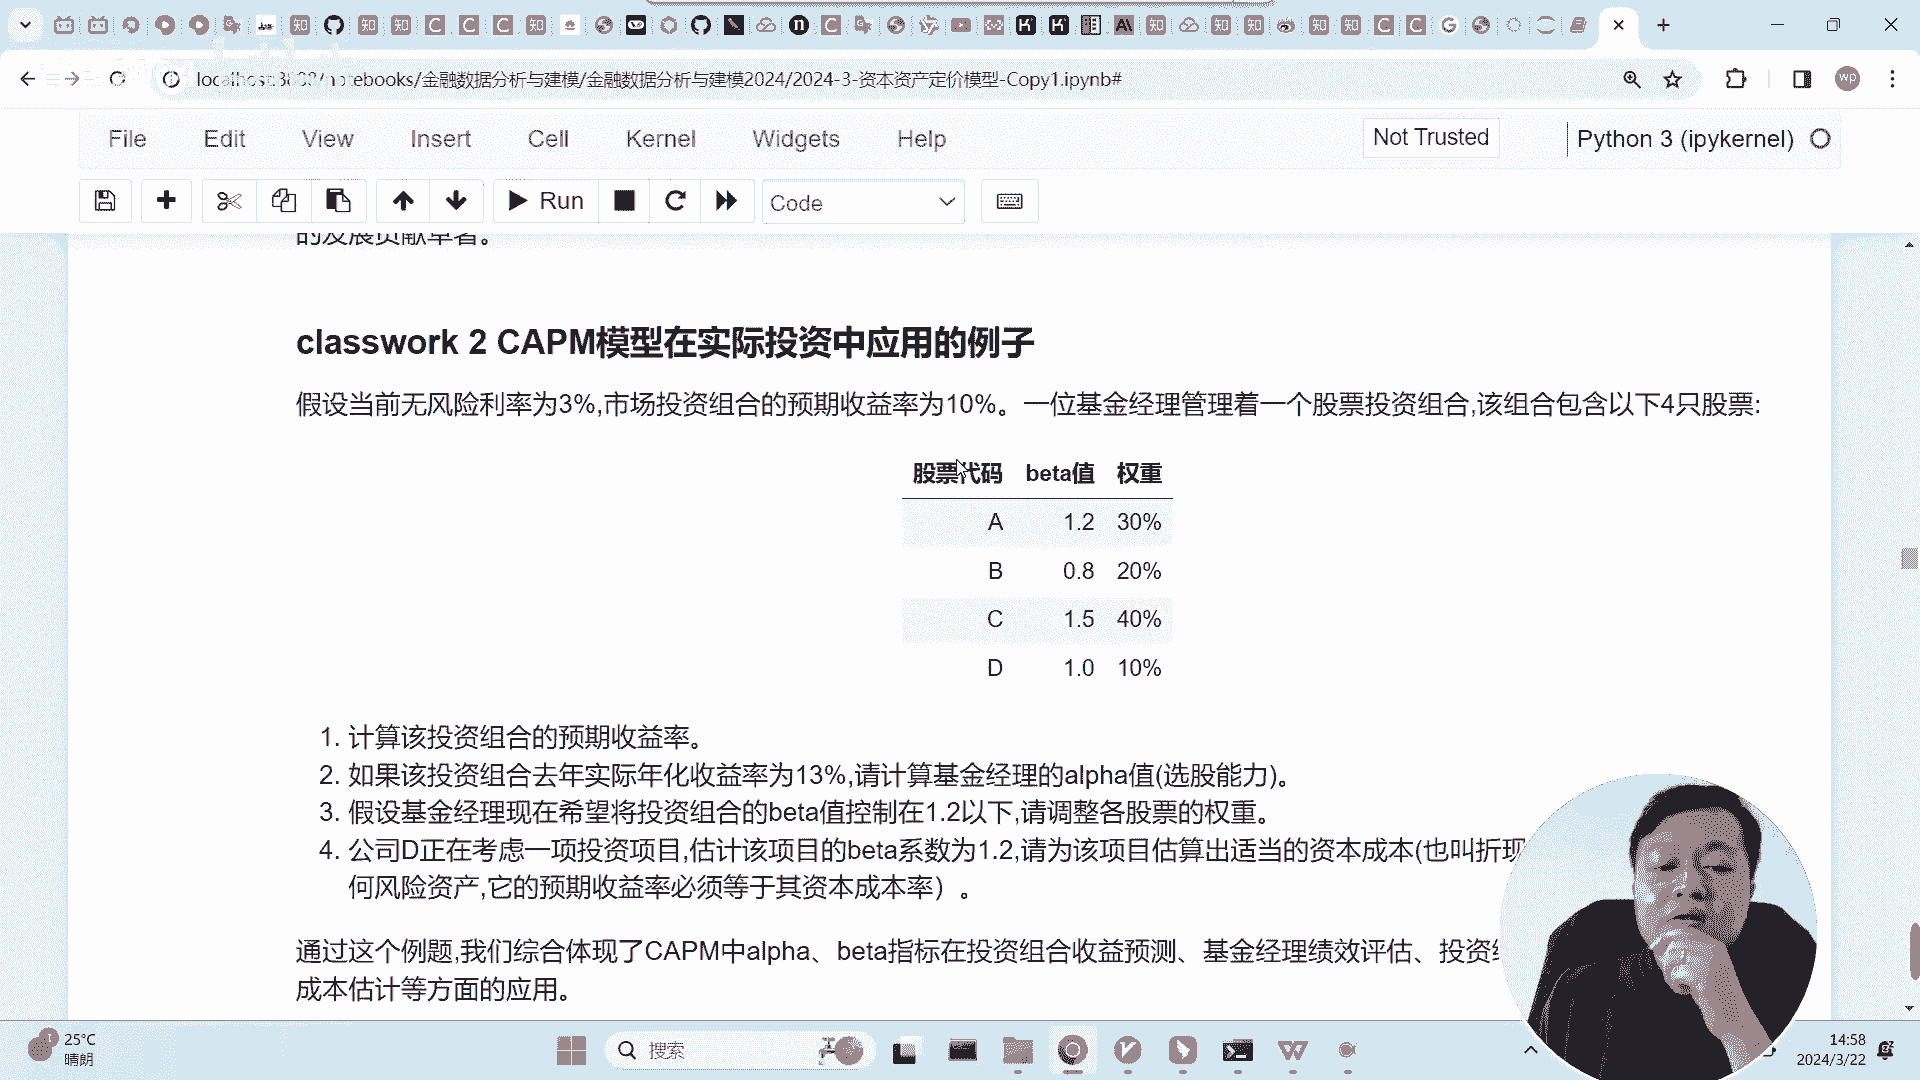 localhost:8888/notebooks/金融数据分析与建模/金融数据分析与建模2024/2024-3-资本资产定价模型-Copy1.ipynb#
wp
File Edit View Insert Cell Kernel Widgets Help
Not Trusted
Python 3 (ipykernel)
Run
Code
的发展贡献卓著。
classwork 2 CAPM模型在实际投资中应用的例子
假设当前无风险利率为3%,市场投资组合的预期收益率为10%。一位基金经理管理着一个股票投资组合,该组合包含以下4只股票:
股票代码 beta值 权重
A 1.2 30%
B 0.8 20%
C 1.5 40%
D 1.0 10%
1. 计算该投资组合的预期收益率。
2. 如果该投资组合去年实际年化收益率为13%,请计算基金经理的alpha值(选股能力)。
3. 假设基金经理现在希望将投资组合的beta值控制在1.2以下,请调整各股票的权重。
4. 公司D正在考虑一项投资项目,估计该项目的beta系数为1.2,请为该项目估算出适当的资本成本(也叫折现
何风险资产,它的预期收益率必须等于其资本成本率）。
通过这个例题,我们综合体现了CAPM中alpha、beta指标在投资组合收益预测、基金经理绩效评估、投资组
成本估计等方面的应用。
25°C
晴朗
搜索
14:58
2024/3/22